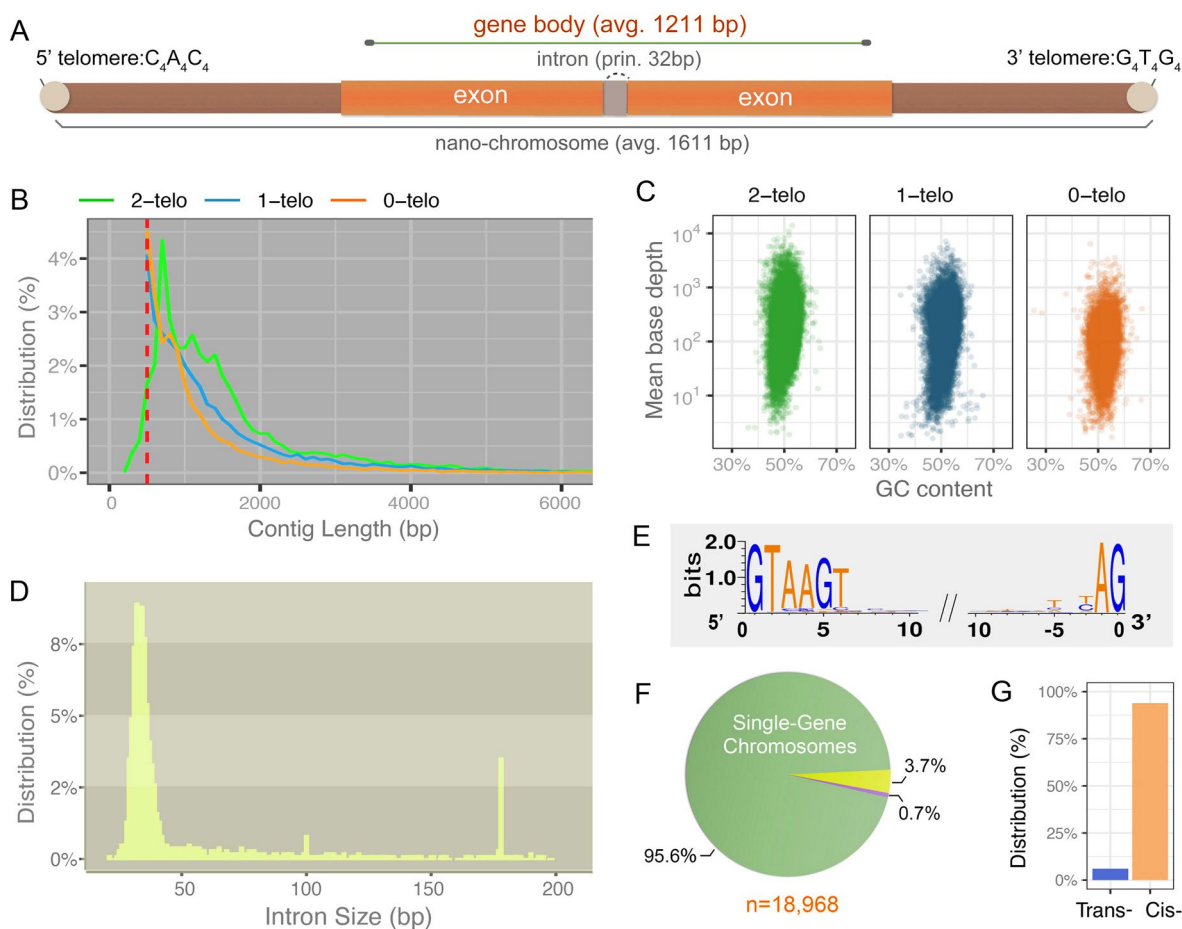 A
gene body (avg. 1211 bp)
5’ telomere:C4A4C4
intron (prin. 32bp)
3’ telomere:G4T4G4
exon
exon
nano-chromosome (avg. 1611 bp)
B
2−telo
1−telo
0−telo
4%
3%
2%
1%
0%
Distribution (%)
0
2000
4000
6000
Contig Length (bp)
C
2−telo
1−telo
0−telo
10^4
10^3
10^2
10^1
Mean base depth
30%
50%
70%
30%
50%
70%
30%
50%
70%
GC content
D
8%
5%
2%
0%
Distribution (%)
50
100
150
200
Intron Size (bp)
E
bits
2.0
1.0
GTAAGT
//
T
C
T
C
AG
5’
0
5
10
10
-5
0
3’
F
Single-Gene
Chromosomes
3.7%
0.7%
95.6%
n=18,968
G
100%
75%
50%
25%
0%
Distribution (%)
Trans-
Cis-